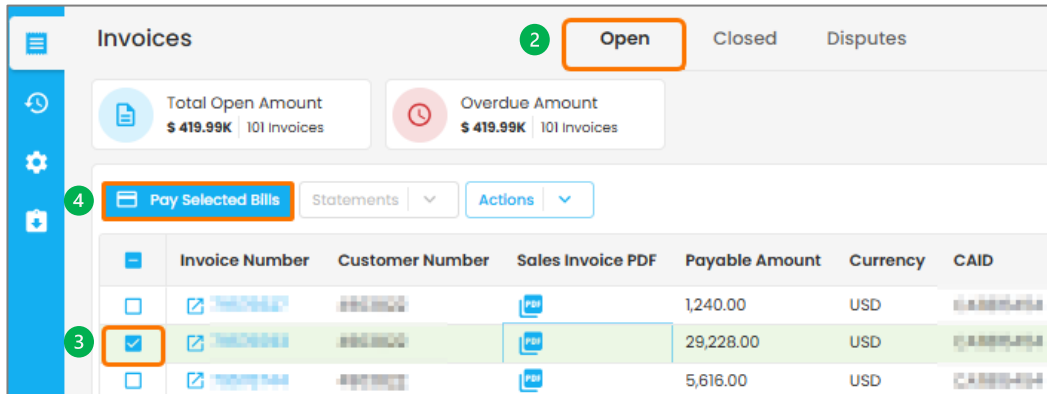 Invoices
2
Open
Closed
Disputes
Total Open Amount
$ 419.99K 101 Invoices
Overdue Amount
$ 419.99K 101 Invoices
4
Pay Selected Bills
Statements
Actions
Invoice Number Customer Number Sales Invoice PDF Payable Amount Currency CAID
PDF 1,240.00 USD
3
PDF 29,228.00 USD
PDF 5,616.00 USD